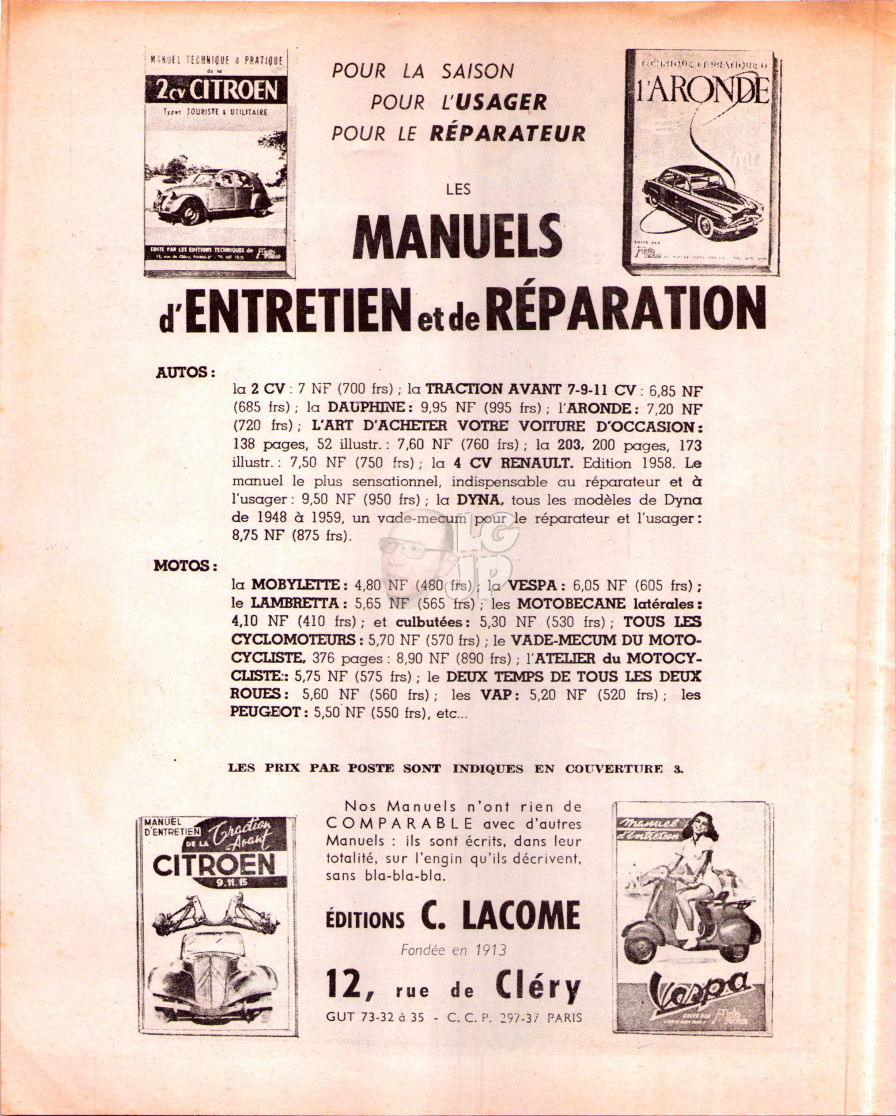 MANUEL TECHNIQUE & PRATIQUE
de la
2CV CITROEN
Types TOURISTE & UTILITAIRE
EDITE PAR LES EDITIONS TECHNIQUES de
POUR LA SAISON
POUR L'USAGER
POUR LE RÉPARATEUR
l'ARONDE
LES
MANUELS
d'ENTRETIEN et de RÉPARATION
AUTOS :
la 2 CV : 7 NF (700 frs) ; la TRACTION AVANT 7-9-11 CV : 6,85 NF
(685 frs) ; la DAUPHINE : 9,95 NF (995 frs) ; l'ARONDE : 7,20 NF
(720 frs) ; L'ART D'ACHETER VOTRE VOITURE D'OCCASION :
138 pages, 52 illustr. : 7,60 NF (760 frs) ; la 203, 200 pages, 173
illustr. : 7,50 NF (750 frs) ; la 4 CV RENAULT. Edition 1958. Le
manuel le plus sensationnel, indispensable au réparateur et à
l'usager : 9,50 NF (950 frs) ; la DYNA, tous les modèles de Dyna
de 1948 à 1959, un vade-mecum pour le réparateur et l'usager :
8,75 NF (875 frs).
LG
JP
MOTOS :
la MOBYLETTE : 4,80 NF (480 frs) ; la VESPA : 6,05 NF (605 frs) ;
le LAMBRETTA : 5,65 NF (565 frs) ; les MOTOBECANE latérales :
4,10 NF (410 frs) ; et culbutées : 5,30 NF (530 frs) ; TOUS LES
CYCLOMOTEURS : 5,70 NF (570 frs) ; le VADE-MECUM DU MOTO-
CYCLISTE, 376 pages : 8,90 NF (890 frs) ; l'ATELIER du MOTOCY-
CLISTE:: 5,75 NF (575 frs) ; le DEUX TEMPS DE TOUS LES DEUX
ROUES : 5,60 NF (560 frs) ; les VAP : 5,20 NF (520 frs) ; les
PEUGEOT : 5,50 NF (550 frs), etc...
LES PRIX PAR POSTE SONT INDIQUES EN COUVERTURE 3.
MANUEL
D'ENTRETIEN
DE LA Traction
Avant
CITROEN
9.11.15
Nos Manuels n'ont rien de
COMPARABLE avec d'autres
Manuels : ils sont écrits, dans leur
totalité, sur l'engin qu'ils décrivent,
sans bla-bla-bla.
ÉDITIONS C. LACOME
Fondée en 1913
12, rue de Cléry
GUT 73-32 à 35 - C. C. P. 297-37 PARIS
manuel
d'entretien
Vespa